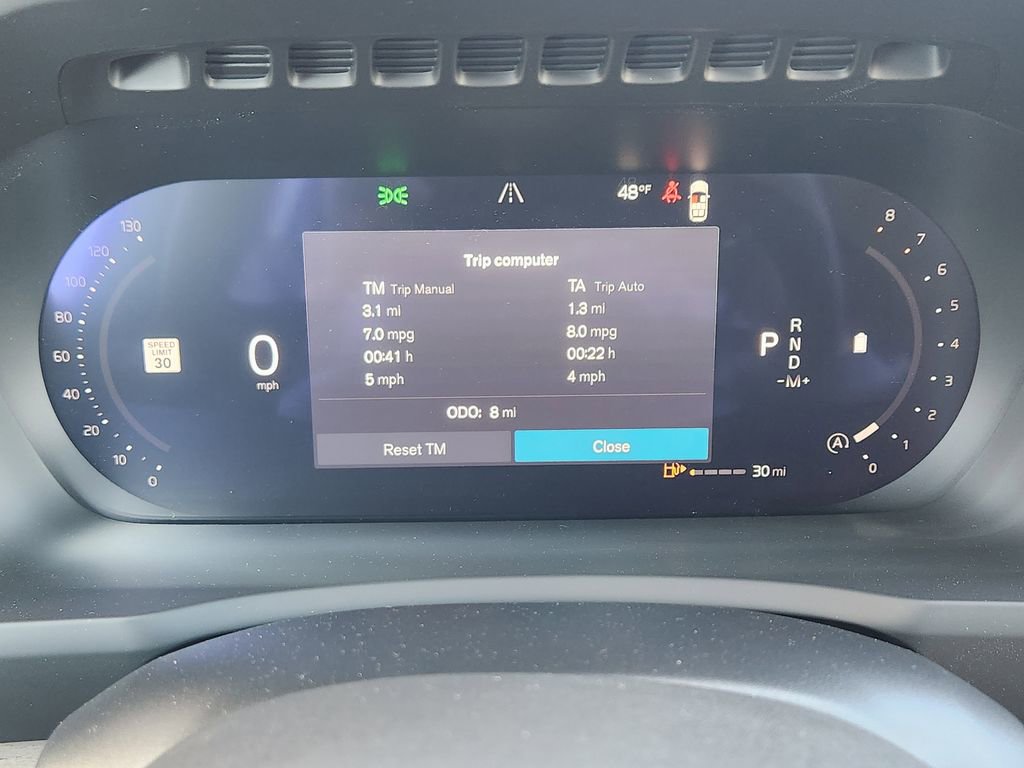 48°F
Trip computer
TM Trip Manual
3.1 mi
7.0 mpg
00:41 h
5 mph
TA Trip Auto
1.3 mi
8.0 mpg
00:22 h
4 mph
ODO: 8 mi
Reset TM
Close
130
120
100
80
60
40
20
10
0
SPEED
LIMIT
30
0
mph
P
R
N
D
-M+
8
7
6
5
4
3
2
1
0
A
30 mi